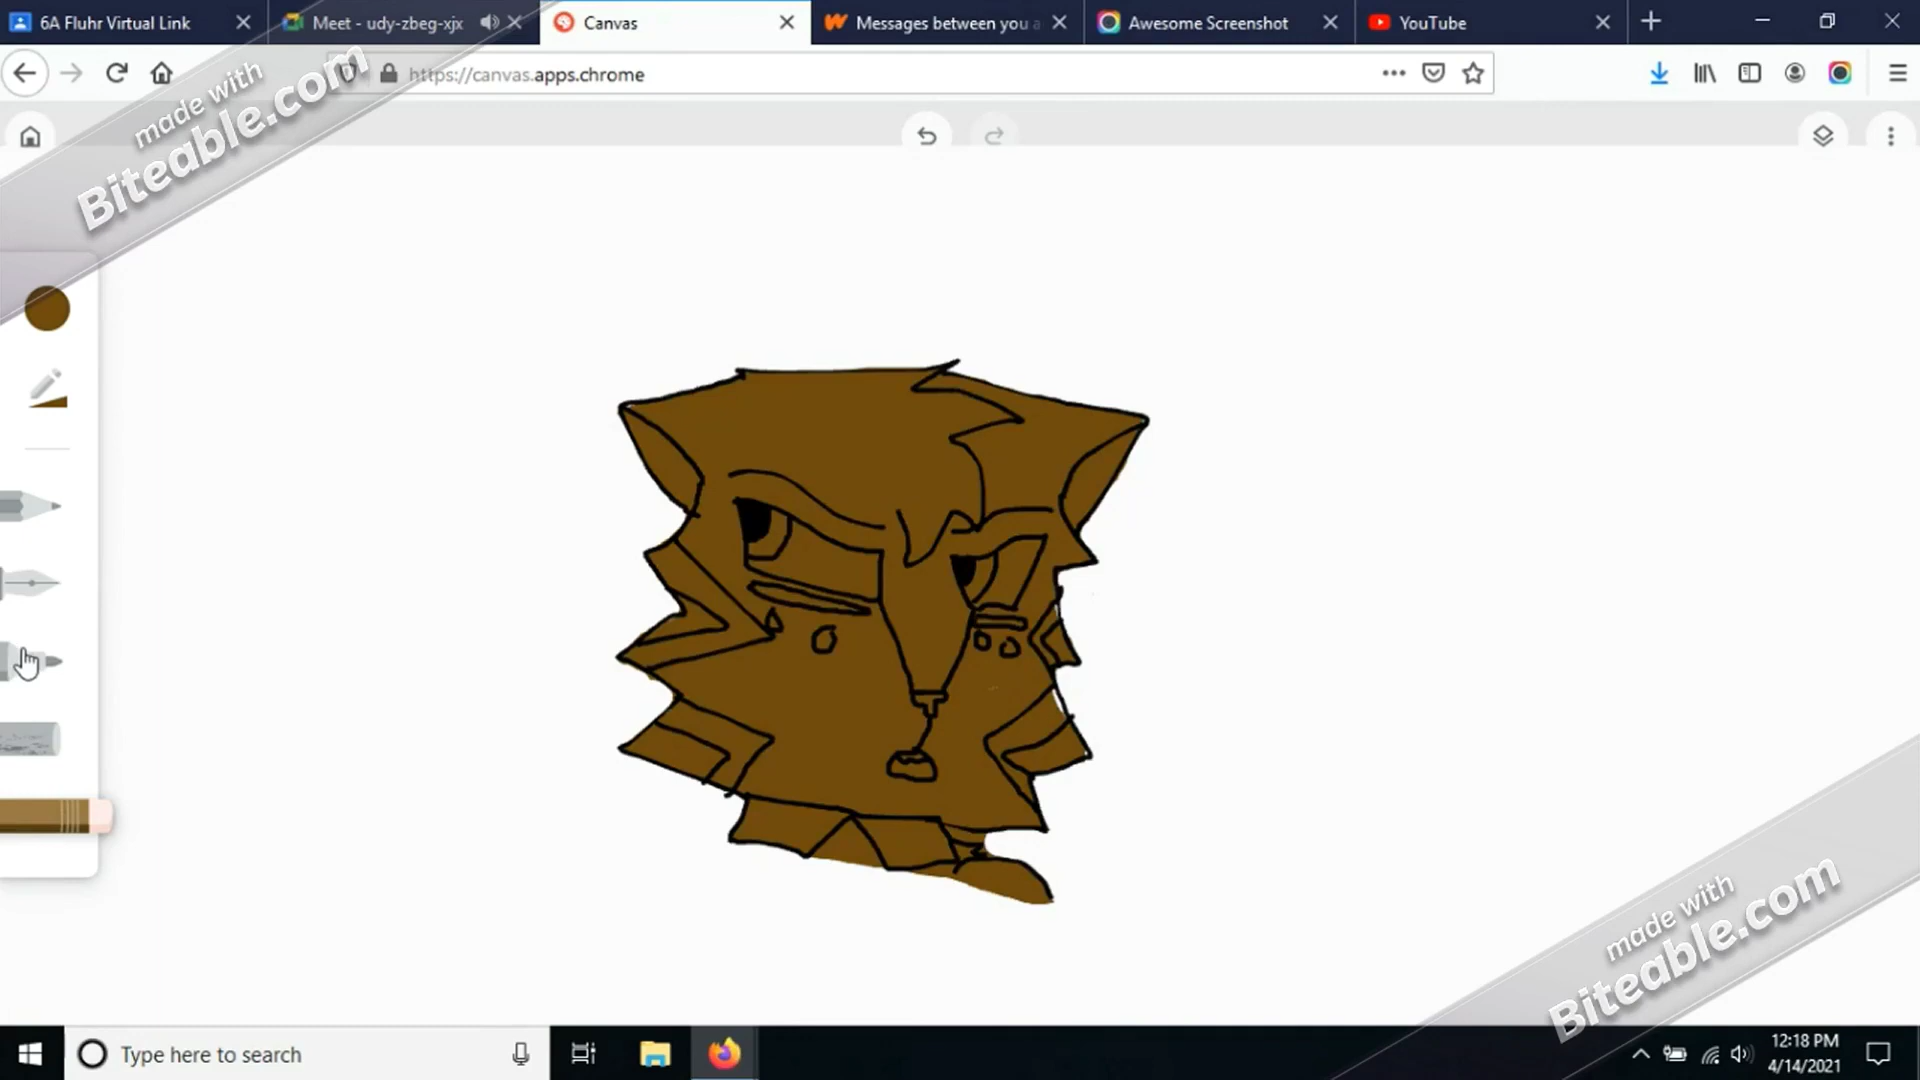 6A Fluhr Virtual Link
Meet - udy-zbeg-xjx
Canvas
Messages between you a
Awesome Screenshot
YouTube
https://canvas.apps.chrome
made with
Biteable.com
made with
Biteable.com
Type here to search
12:18 PM
4/14/2021